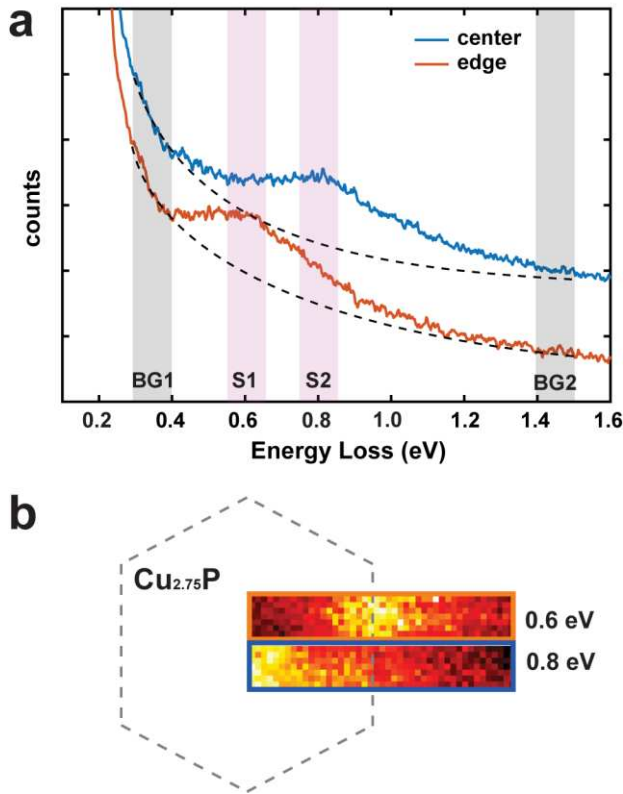 a
center
edge
counts
BG1 S1 S2 BG2
0.2 0.4 0.6 0.8 1.0 1.2 1.4 1.6
Energy Loss (eV)
b
Cu₂.₇₅P
0.6 eV
0.8 eV